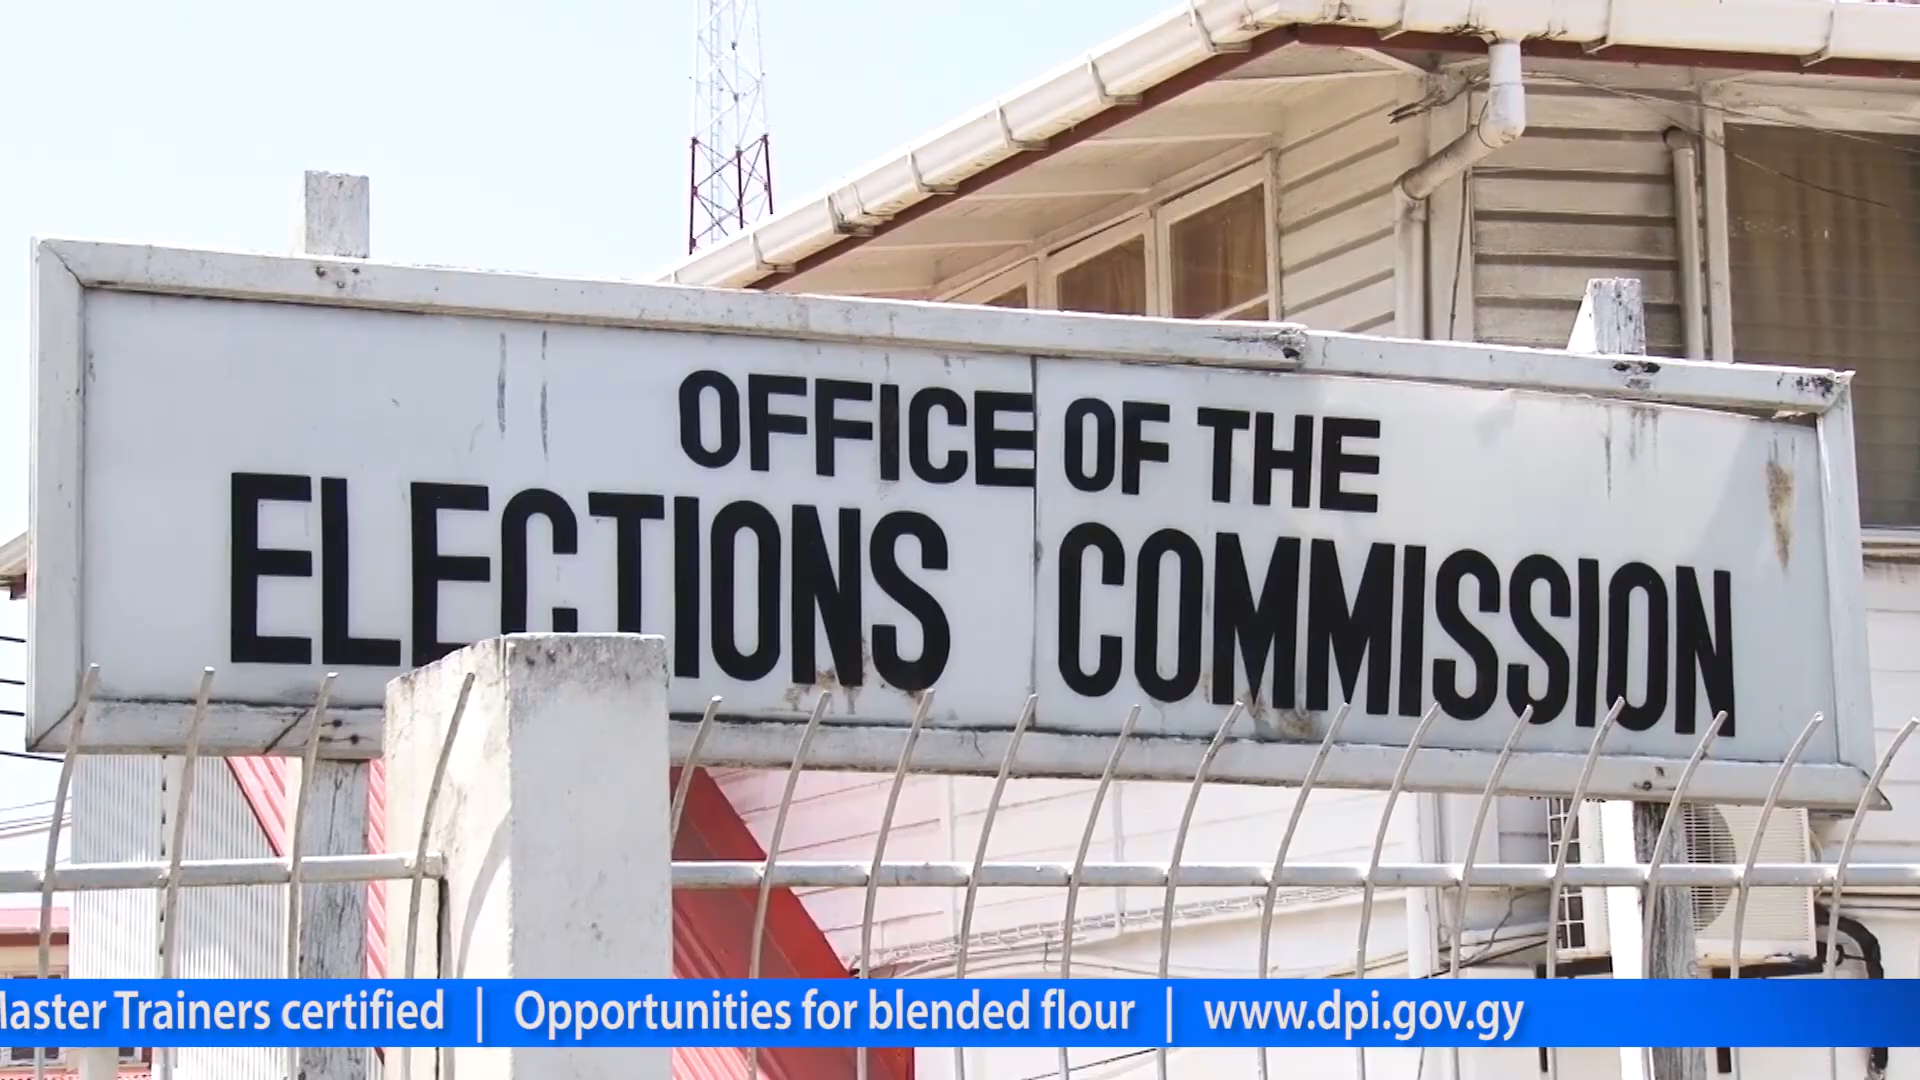 OFFICE OF THE
ELECTIONS COMMISSION
Master Trainers certified | Opportunities for blended flour | www.dpi.gov.gy